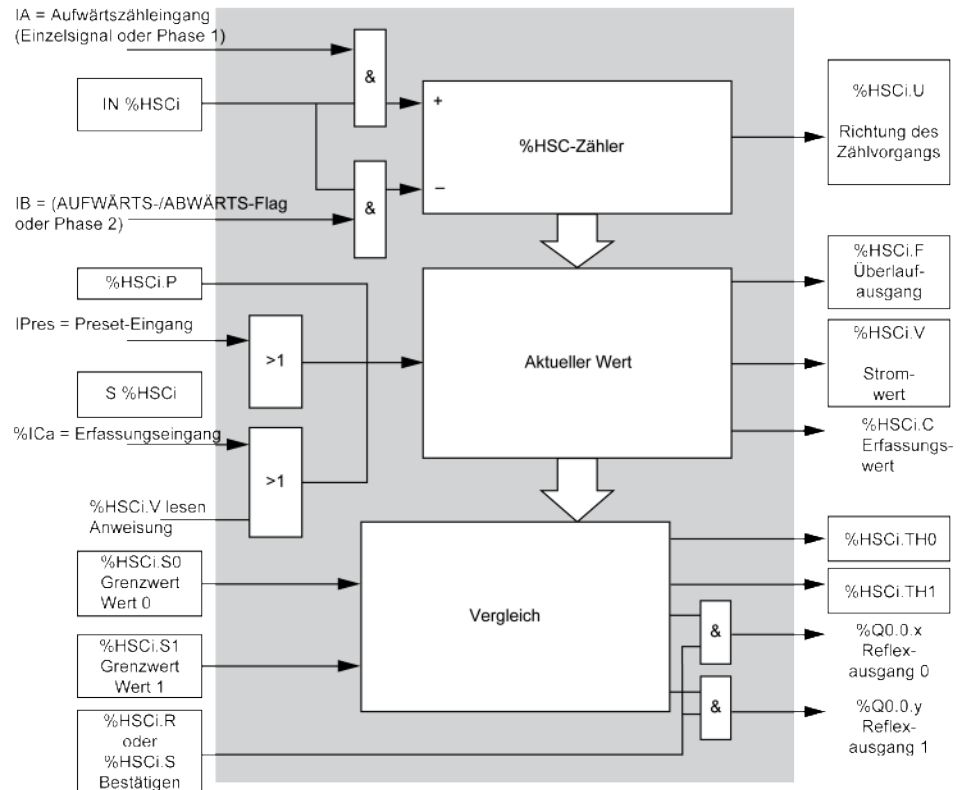 IA = Aufwärtszähleingang
(Einzelsignal oder Phase 1)
IN %HSCi
IB = (AUFWÄRTS-/ABWÄRTS-Flag
oder Phase 2)
%HSCi.P
IPres = Preset-Eingang
S %HSCi
%ICa = Erfassungseingang
%HSCi.V lesen
Anweisung
%HSCi.S0
Grenzwert
Wert 0
%HSCi.S1
Grenzwert
Wert 1
%HSCi.R
oder
%HSCi.S
Bestätigen
&
&
>1
>1
+
%HSC-Zähler
–
Aktueller Wert
Vergleich
&
&
%HSCi.U
Richtung des
Zählvorgangs
%HSCi.F
Überlauf-
ausgang
%HSCi.V
Strom-
wert
%HSCi.C
Erfassungs-
wert
%HSCi.TH0
%HSCi.TH1
%Q0.0.x
Reflex-
ausgang 0
%Q0.0.y
Reflex-
ausgang 1